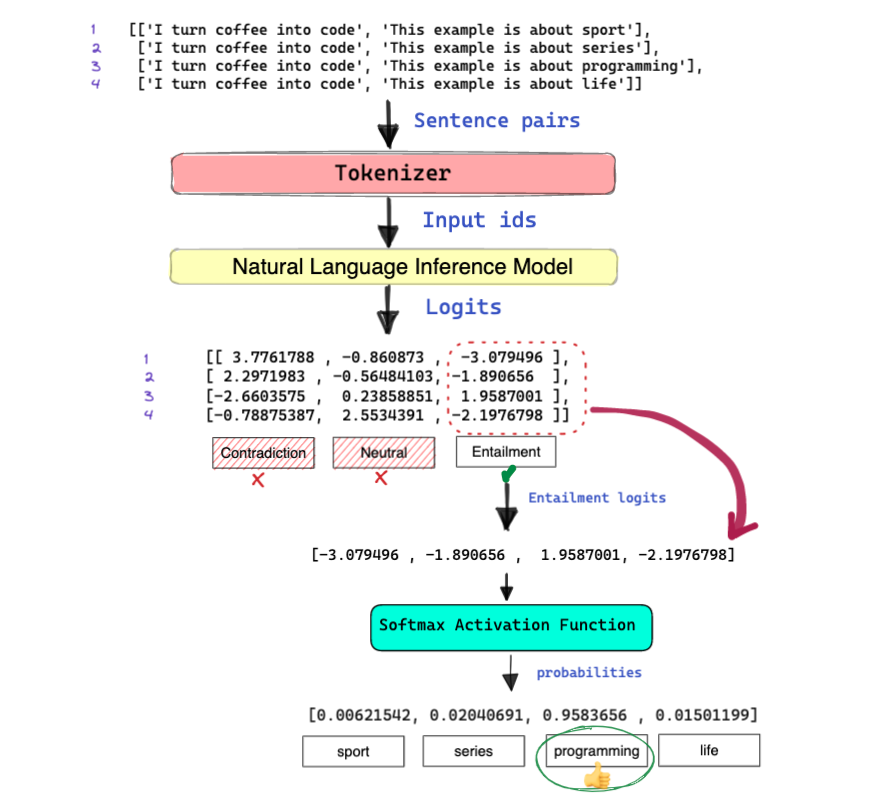 1 [['I turn coffee into code', 'This example is about sport'],
2 ['I turn coffee into code', 'This example is about series'],
3 ['I turn coffee into code', 'This example is about programming'],
4 ['I turn coffee into code', 'This example is about life']]
Sentence pairs
Tokenizer
Input ids
Natural Language Inference Model
Logits
1 [[ 3.7761788 , -0.860873 , -3.079496 ],
2 [ 2.2971983 , -0.56484103, -1.890656 ],
3 [-2.6603575 , 0.23858851, 1.9587001 ],
4 [-0.78875387, 2.5534391 , -2.1976798 ]]
Contradiction Neutral Entailment
Entailment logits
[-3.079496 , -1.890656 , 1.9587001, -2.1976798]
Softmax Activation Function
probabilities
[0.00621542, 0.02040691, 0.9583656 , 0.01501199]
sport series programming life